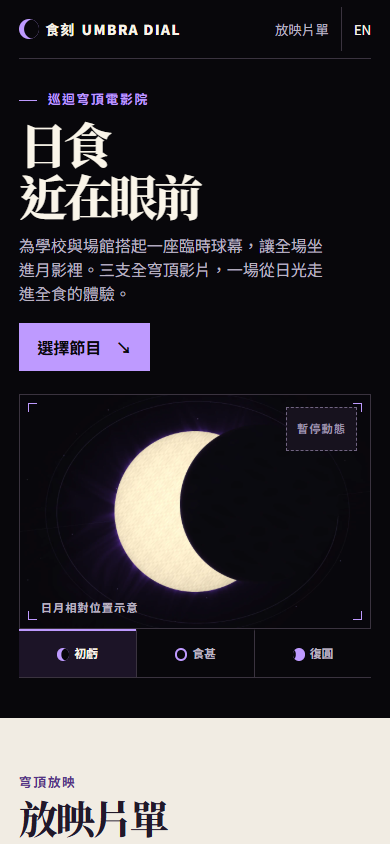 食刻 UMBRA DIAL
放映片單
EN
巡迴穹頂電影院
日食
近在眼前
為學校與場館搭起一座臨時球幕，讓全場坐
進月影裡。三支全穹頂影片，一場從日光走
進全食的體驗。
選擇節目 ↘
暫停動態
日月相對位置示意
初虧
食甚
復圓
穹頂放映
放映片單